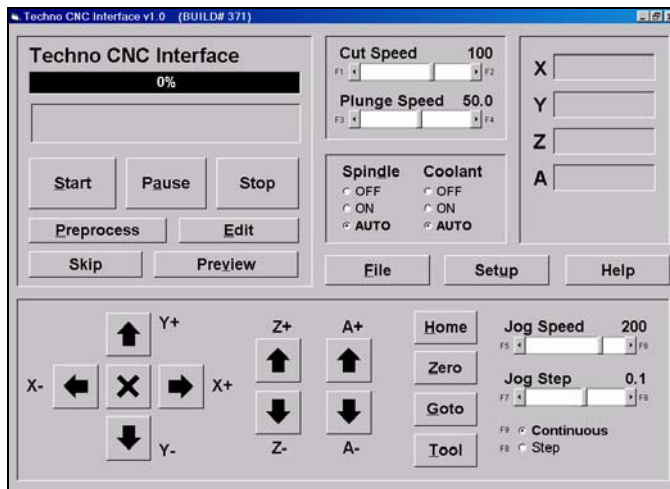 Techno CNC Interface v1.0 (BUILD# 371)
Techno CNC Interface
0%
Start Pause Stop
Preprocess Edit
Skip Preview
Cut Speed 100
F1 F2
Plunge Speed 50.0
F3 F4
Spindle Coolant
OFF OFF
ON ON
AUTO AUTO
X
Y
Z
A
File Setup Help
Y+
X- X+
Y-
Z+ A+
Z- A-
Home
Zero
Goto
Tool
Jog Speed 200
F5 F6
Jog Step 0.1
F7 F8
F9 Continuous
F8 Step